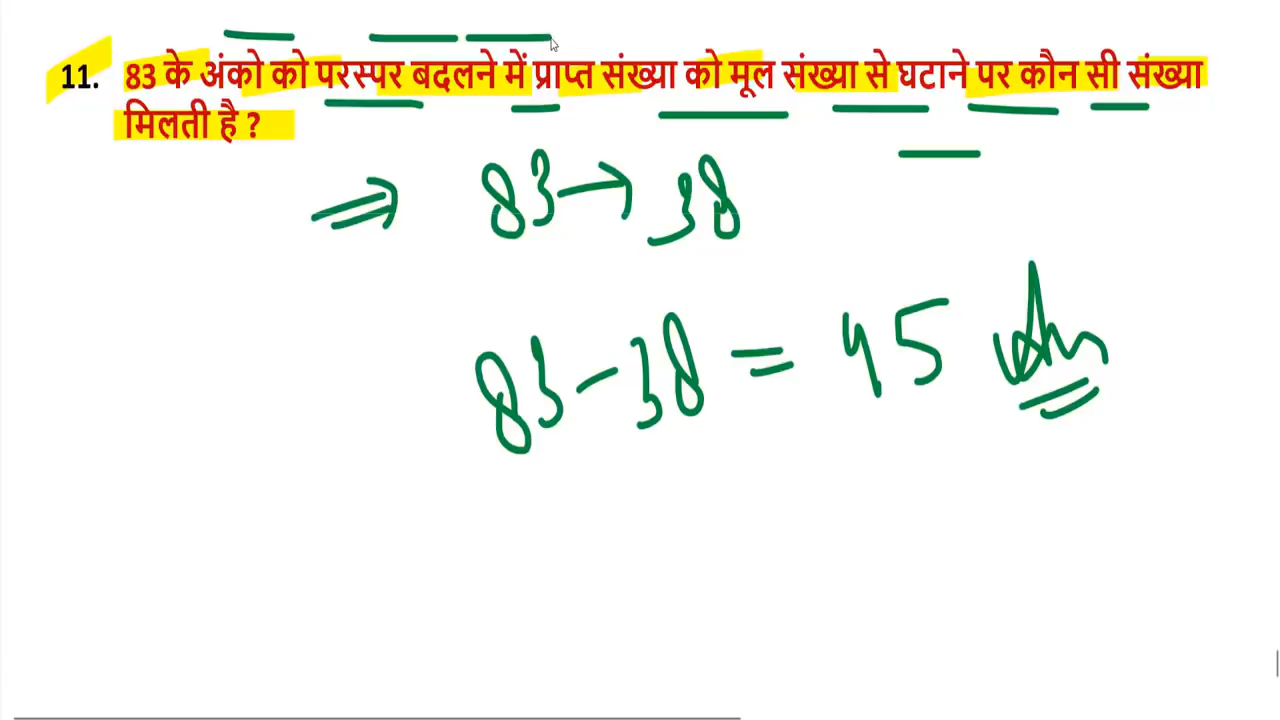 11. 83 के अंको को परस्पर बदलने में प्राप्त संख्या को मूल संख्या से घटाने पर कौन सी संख्या
मिलती है ?
⇒ 83 → 38
83 - 38 = 45 Ans